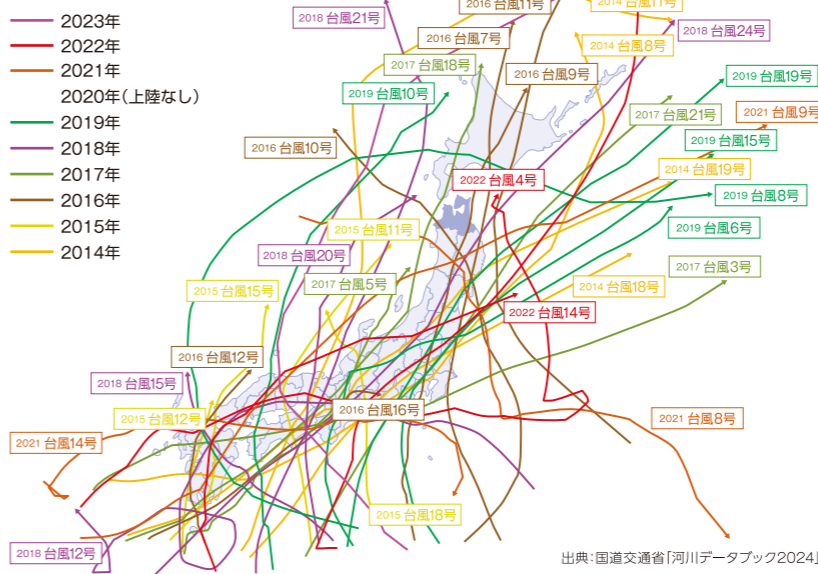 2023年
2022年
2021年
2020年（上陸なし）
2019年
2018年
2017年
2016年
2015年
2014年
2016 台風11号
2014 台風11号
2018 台風21号
2018 台風24号
2016 台風7号
2014 台風8号
2017 台風18号
2016 台風9号
2019 台風19号
2019 台風10号
2017 台風21号
2021 台風9号
2016 台風10号
2019 台風15号
2014 台風19号
2022 台風4号
2019 台風8号
2015 台風11号
2019 台風6号
2018 台風20号
2017 台風3号
2015 台風15号
2017 台風5号
2014 台風18号
2022 台風14号
2016 台風12号
2018 台風15号
2016 台風16号
2015 台風12号
2021 台風8号
2021 台風14号
2015 台風18号
2018 台風12号
出典：国道交通省「河川データブック2024」